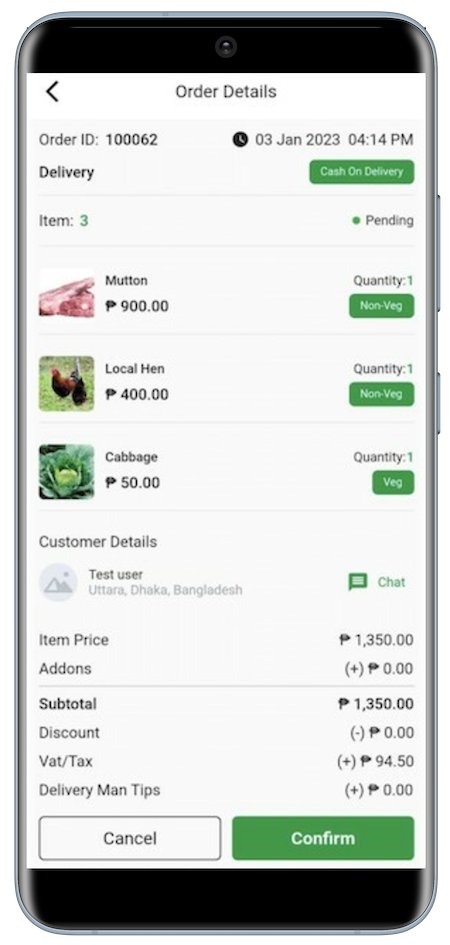 Order Details
Order ID: 100062 03 Jan 2023 04:14 PM
Delivery Cash On Delivery
Item: 3 Pending
Mutton Quantity:1
₱ 900.00 Non-Veg
Local Hen Quantity:1
₱ 400.00 Non-Veg
Cabbage Quantity:1
₱ 50.00 Veg
Customer Details
Test user
Uttara, Dhaka, Bangladesh Chat
Item Price ₱ 1,350.00
Addons (+) ₱ 0.00
Subtotal ₱ 1,350.00
Discount (-) ₱ 0.00
Vat/Tax (+) ₱ 94.50
Delivery Man Tips (+) ₱ 0.00
Cancel Confirm